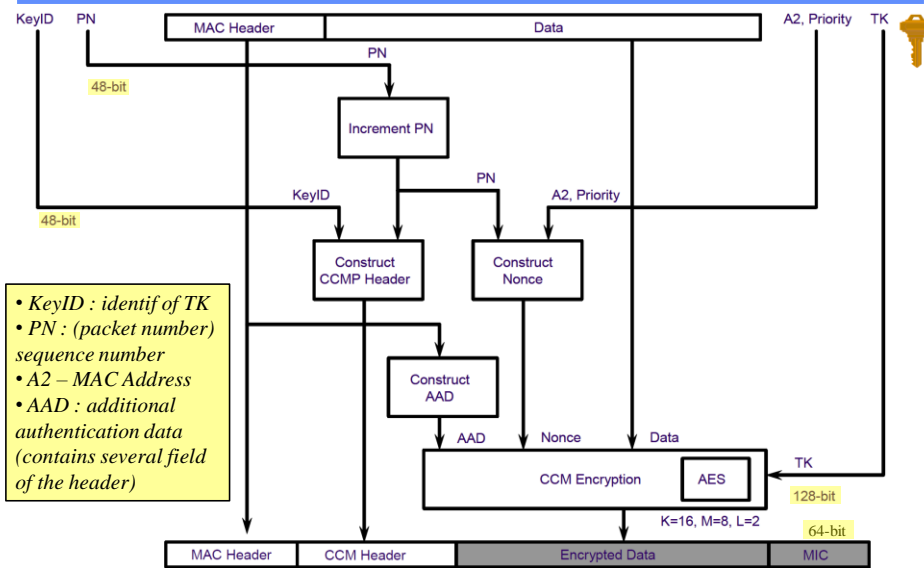 KeyID PN
MAC Header Data
A2, Priority TK
PN
48-bit
Increment PN
PN
KeyID
A2, Priority
48-bit
Construct
CCMP Header
Construct
Nonce
• KeyID : identif of TK
• PN : (packet number)
sequence number
• A2 – MAC Address
• AAD : additional
authentication data
(contains several field
of the header)
Construct
AAD
AAD Nonce Data
CCM Encryption
AES
TK
128-bit
K=16, M=8, L=2
64-bit
MAC Header CCM Header Encrypted Data MIC